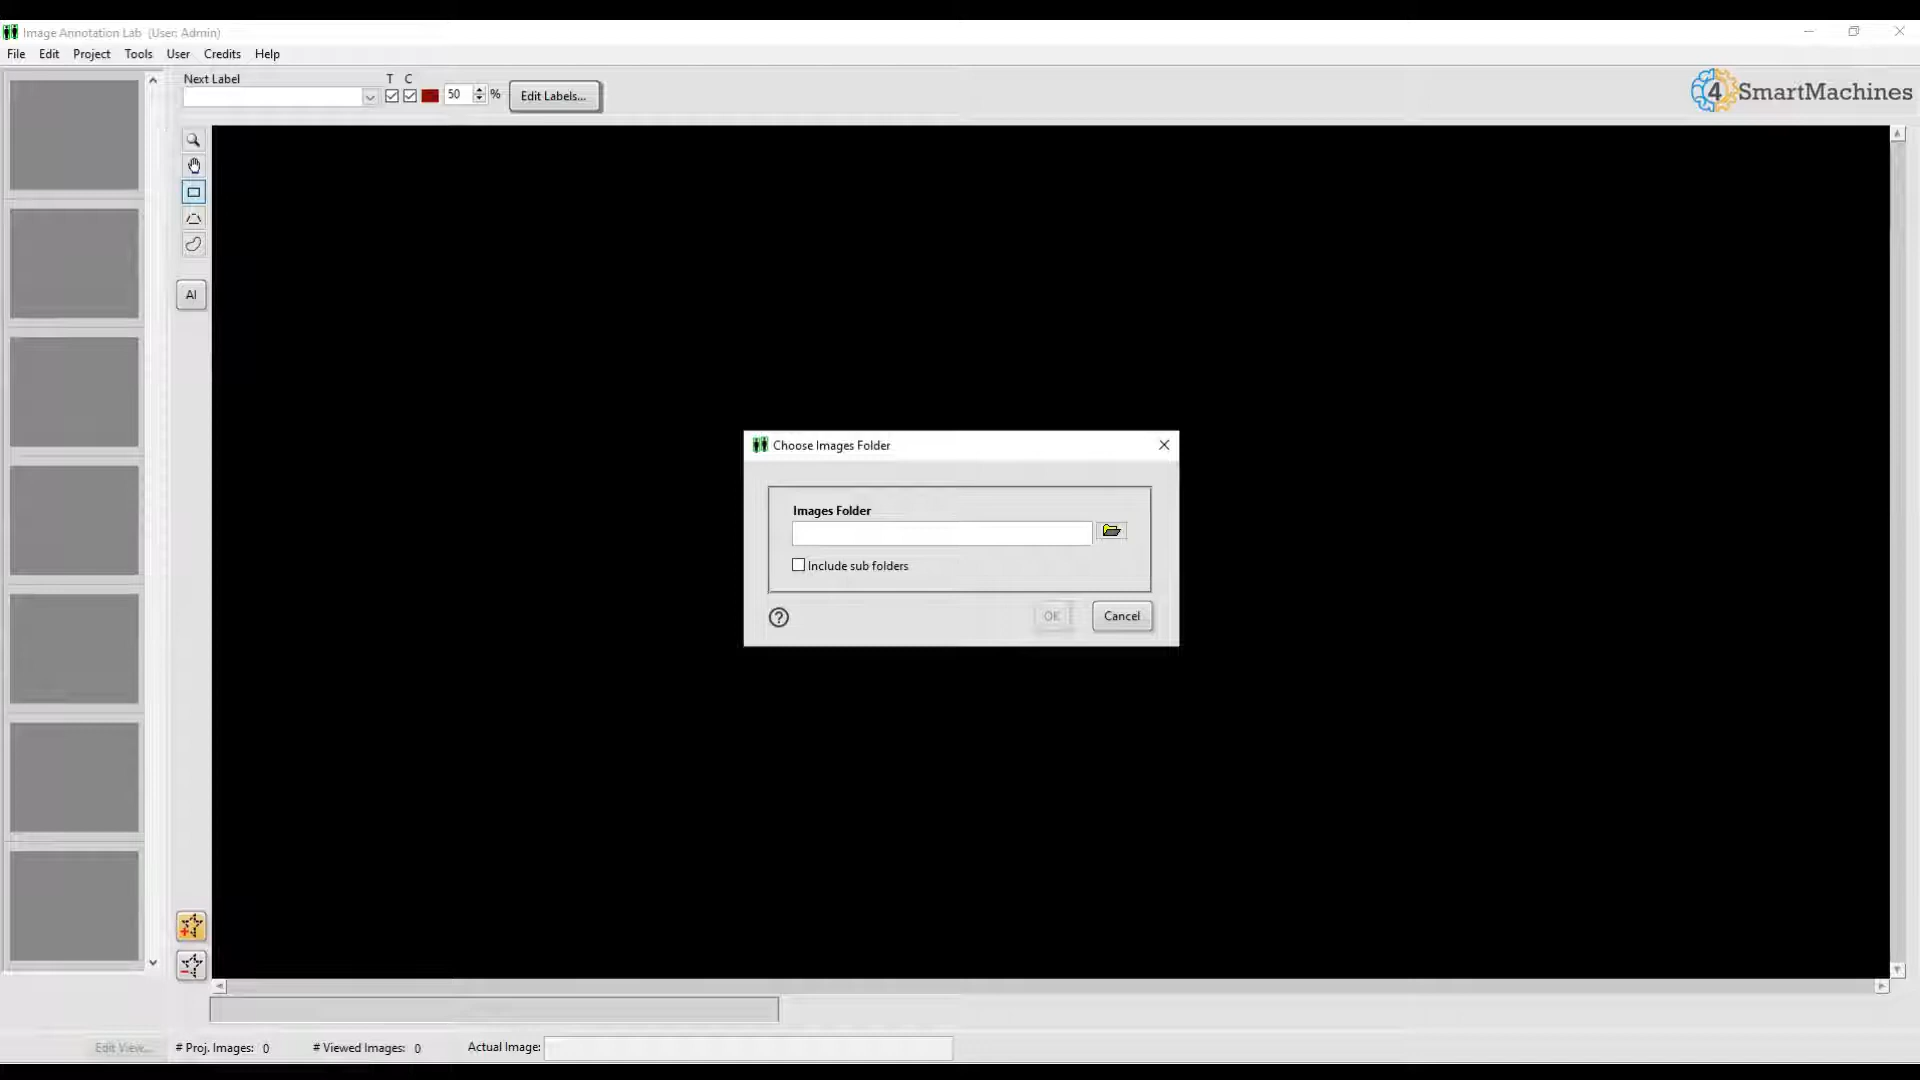 Image Annotation Lab (User: Admin)
File Edit Project Tools User Credits Help
Next Label
T C
50 %
Edit Labels...
4 SmartMachines
AI
Choose Images Folder
Images Folder
Include sub folders
?
OK Cancel
Edit View...
# Proj. Images: 0
# Viewed Images: 0
Actual Image: